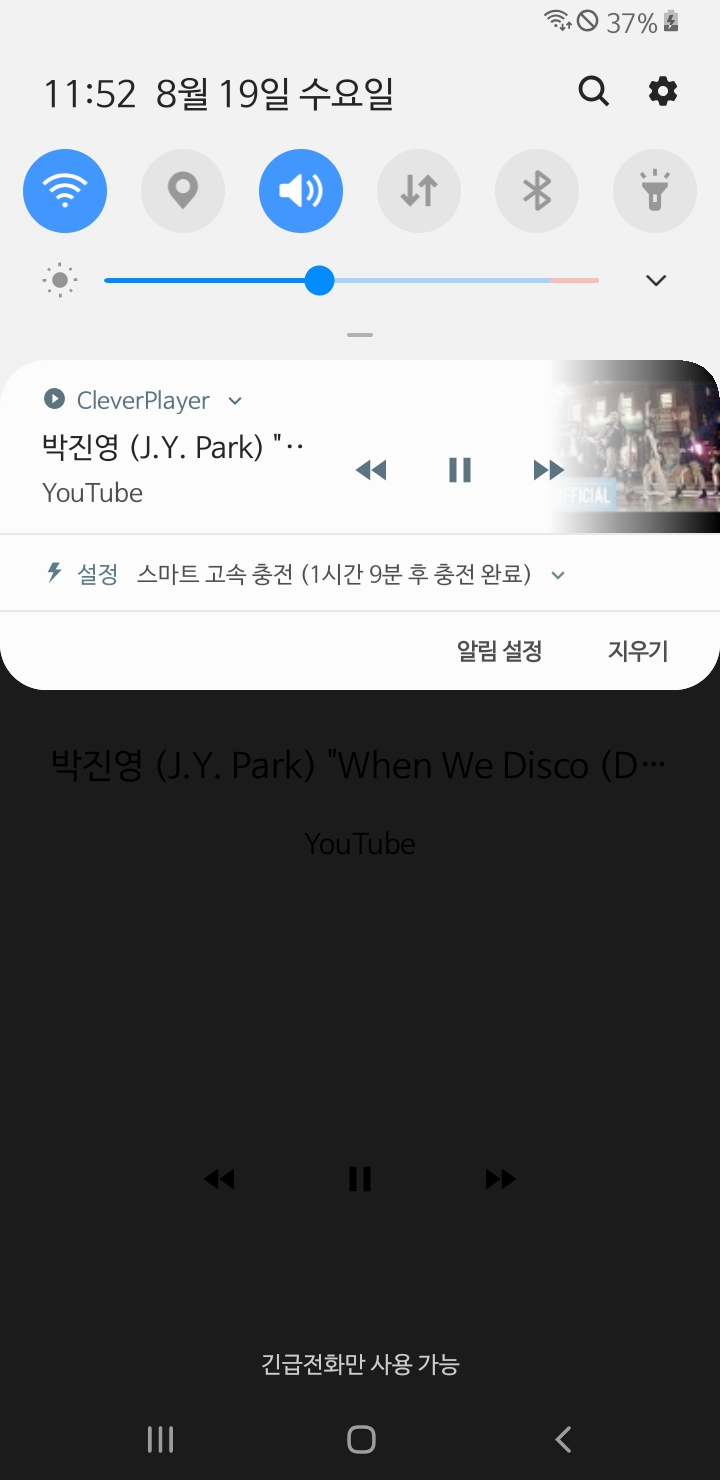 37%
11:52 8월 19일 수요일
CleverPlayer
박진영 (J.Y. Park) "··
YouTube
OFFICIAL
설정 스마트 고속 충전 (1시간 9분 후 충전 완료)
알림 설정 지우기
박진영 (J.Y. Park) "When We Disco (D···
YouTube
긴급전화만 사용 가능